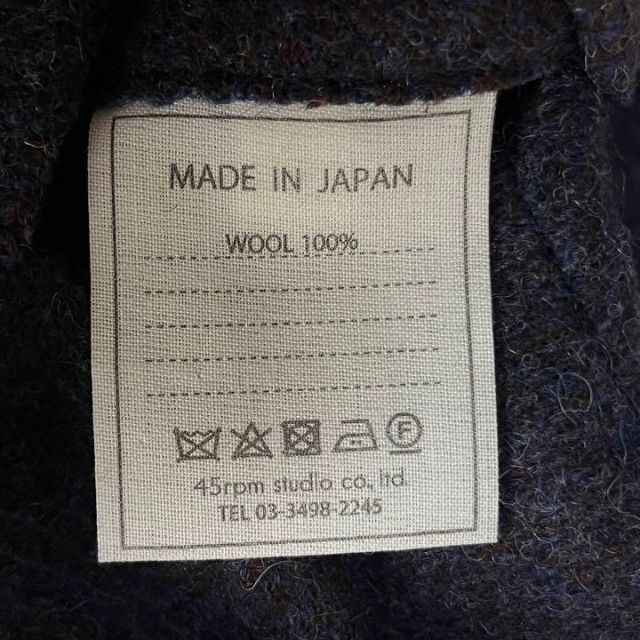 MADE IN JAPAN
WOOL 100%
F
45rpm studio co., ltd.
TEL 03-3498-2245